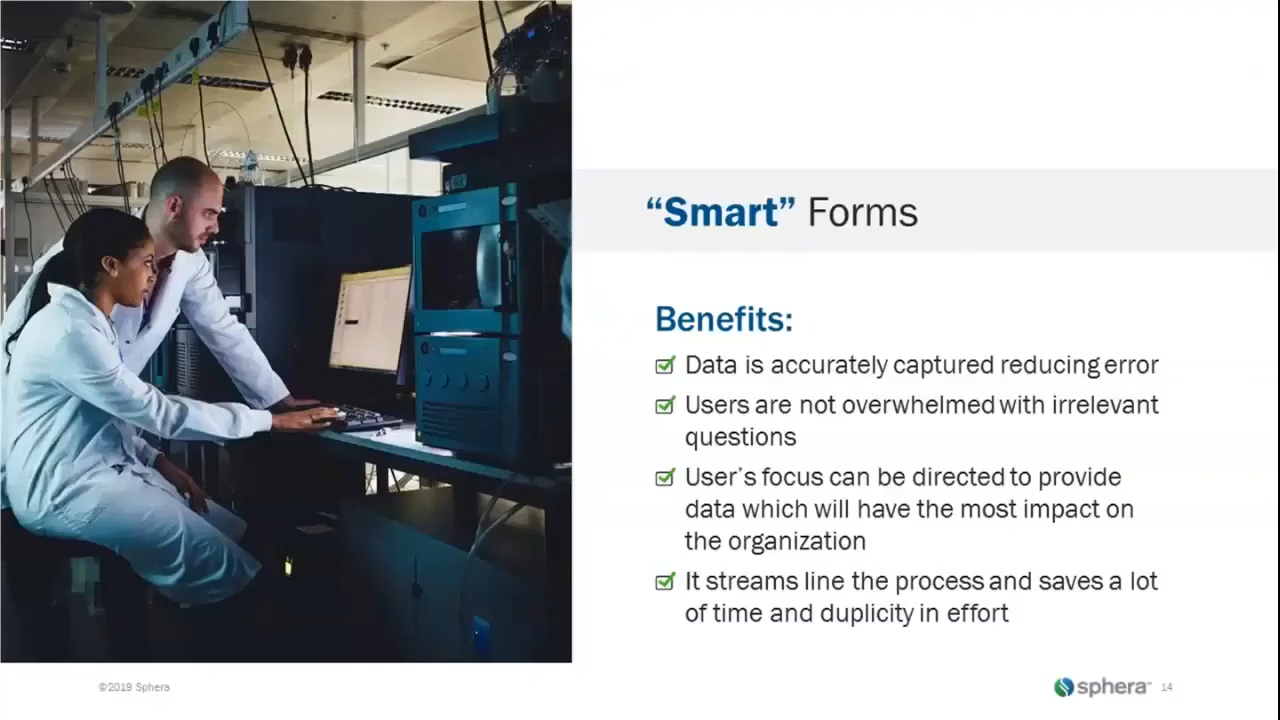 “Smart” Forms
Benefits:
Data is accurately captured reducing error
Users are not overwhelmed with irrelevant
questions
User’s focus can be directed to provide
data which will have the most impact on
the organization
It streams line the process and saves a lot
of time and duplicity in effort
©2019 Sphera
sphera™ 14